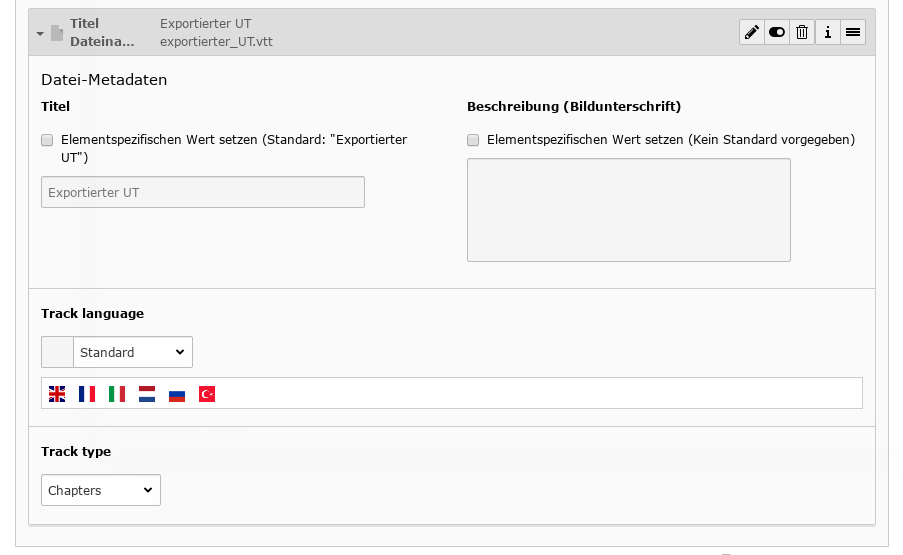 Titel Exportierter UT
Dateina... exportierter_UT.vtt
Datei-Metadaten
Titel
Elementspezifischen Wert setzen (Standard: "Exportierter
UT")
Exportierter UT
Beschreibung (Bildunterschrift)
Elementspezifischen Wert setzen (Kein Standard vorgegeben)
Track language
Standard
Track type
Chapters